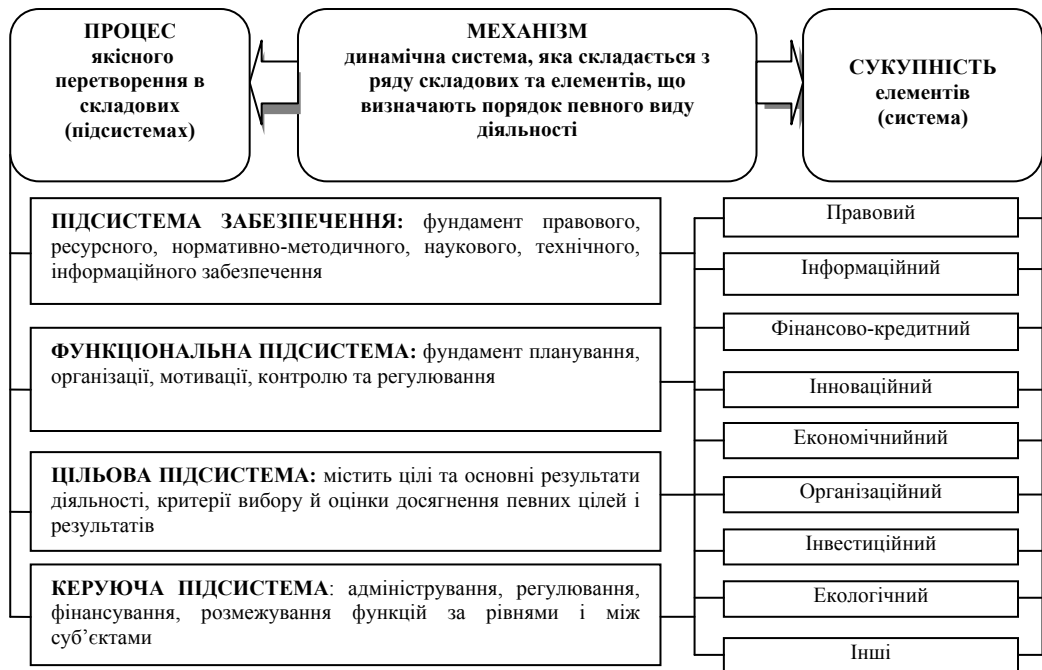 ПРОЦЕС
якісного
перетворення в
складових
(підсистемах)
МЕХАНІЗМ
динамічна система, яка складається з
ряду складових та елементів, що
визначають порядок певного виду
діяльності
СУКУПНІСТЬ
елементів
(система)
ПІДСИСТЕМА ЗАБЕЗПЕЧЕННЯ: фундамент правового,
ресурсного, нормативно-методичного, наукового, технічного,
інформаційного забезпечення
ФУНКЦІОНАЛЬНА ПІДСИСТЕМА: фундамент планування,
організації, мотивації, контролю та регулювання
ЦІЛЬОВА ПІДСИСТЕМА: містить цілі та основні результати
діяльності, критерії вибору й оцінки досягнення певних цілей і
результатів
КЕРУЮЧА ПІДСИСТЕМА: адміністрування, регулювання,
фінансування, розмежування функцій за рівнями і між
суб’єктами
Правовий
Інформаційний
Фінансово-кредитний
Інноваційний
Економічнийний
Організаційний
Інвестиційний
Екологічний
Інші